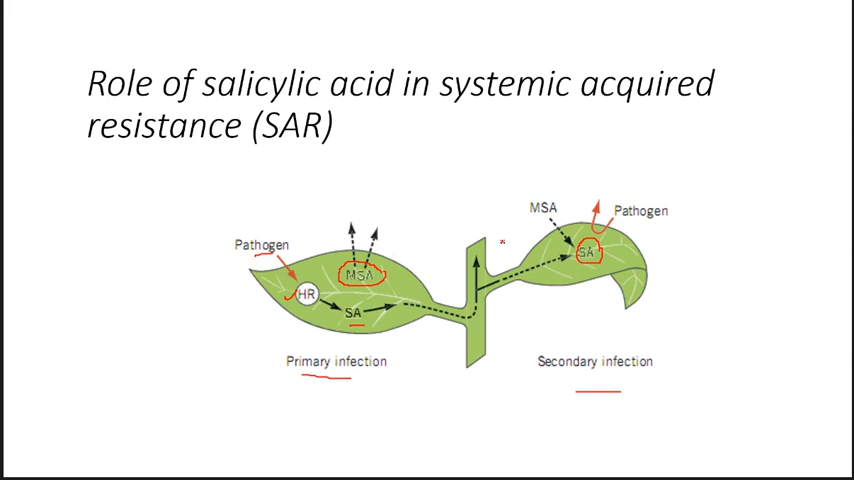 Role of salicylic acid in systemic acquired
resistance (SAR)
MSA
Pathogen
Pathogen
MSA
SA
HR
SA
Primary infection
Secondary infection